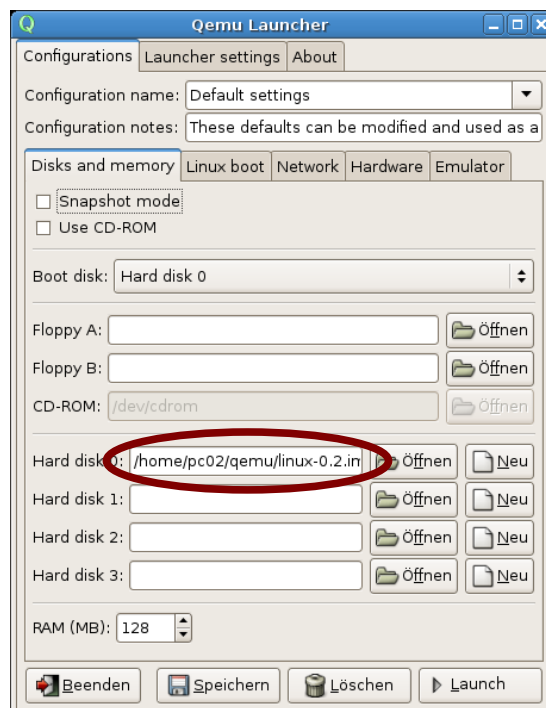 Qemu Launcher
Configurations Launcher settings About
Configuration name: Default settings
Configuration notes: These defaults can be modified and used as a
Disks and memory Linux boot Network Hardware Emulator
Snapshot mode
Use CD-ROM
Boot disk: Hard disk 0
Floppy A: Öffnen
Floppy B: Öffnen
CD-ROM: /dev/cdrom Öffnen
Hard disk 0: /home/pc02/qemu/linux-0.2.im Öffnen Neu
Hard disk 1: Öffnen Neu
Hard disk 2: Öffnen Neu
Hard disk 3: Öffnen Neu
RAM (MB): 128
Beenden Speichern Löschen Launch